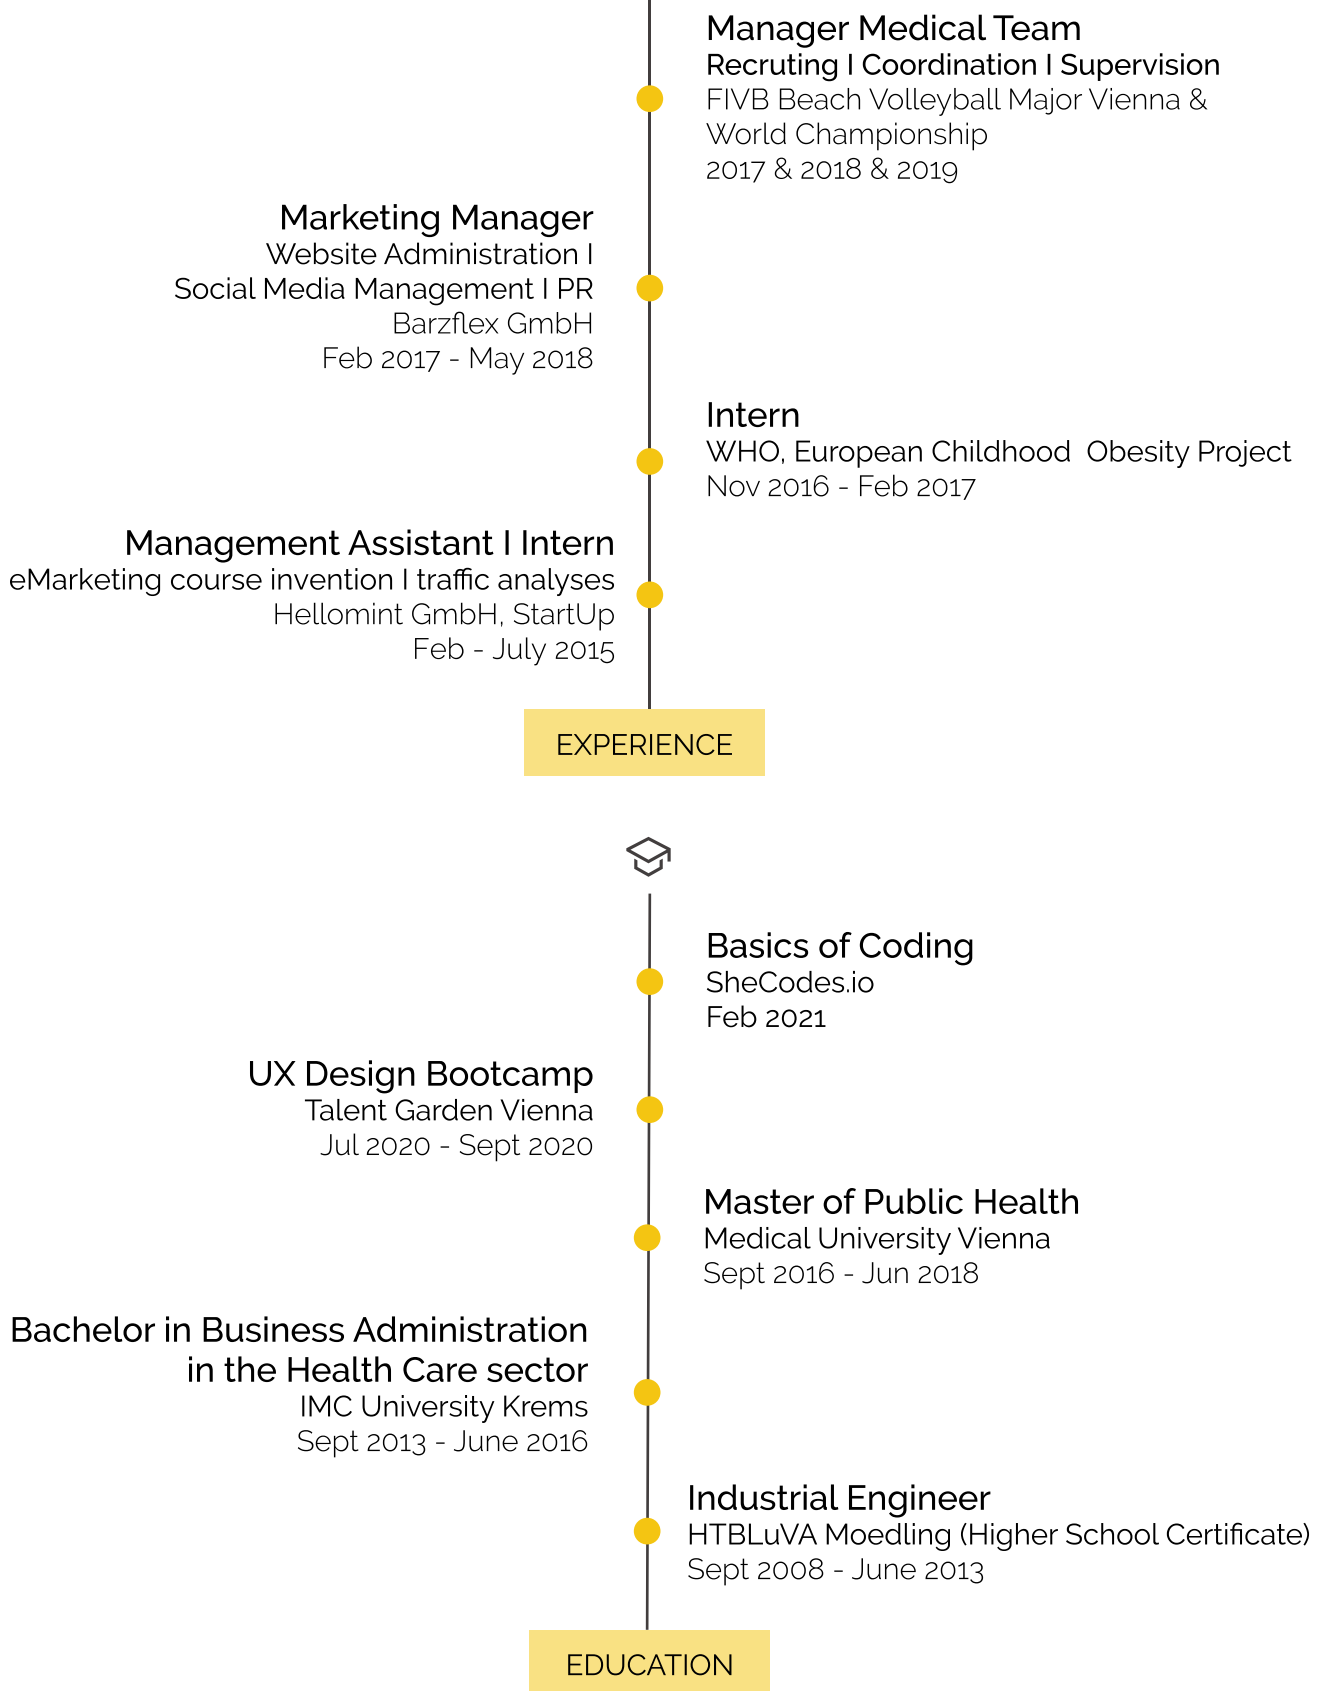 Manager Medical Team
Recruting I Coordination I Supervision
FIVB Beach Volleyball Major Vienna &
World Championship
2017 & 2018 & 2019
Marketing Manager
Website Administration I
Social Media Management I PR
Barzflex GmbH
Feb 2017 - May 2018
Intern
WHO, European Childhood  Obesity Project
Nov 2016 - Feb 2017
Management Assistant I Intern
eMarketing course invention I traffic analyses
Hellomint GmbH, StartUp
Feb - July 2015
EXPERIENCE
Basics of Coding
SheCodes.io
Feb 2021
UX Design Bootcamp
Talent Garden Vienna
Jul 2020 - Sept 2020
Master of Public Health
Medical University Vienna
Sept 2016 - Jun 2018
Bachelor in Business Administration
in the Health Care sector
IMC University Krems
Sept 2013 - June 2016
Industrial Engineer
HTBLuVA Moedling (Higher School Certificate)
Sept 2008 - June 2013
EDUCATION